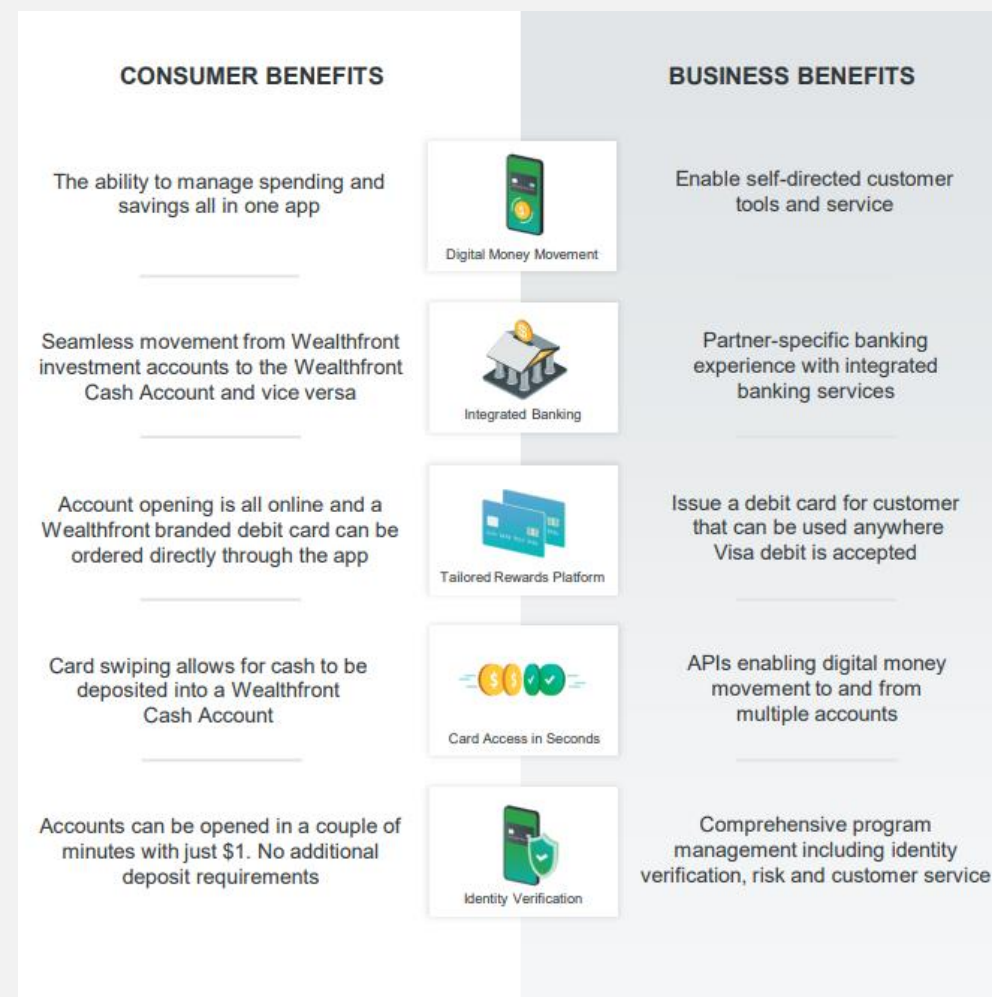 CONSUMER BENEFITS
BUSINESS BENEFITS
The ability to manage spending and
savings all in one app
Digital Money Movement
Enable self-directed customer
tools and service
Seamless movement from Wealthfront
investment accounts to the Wealthfront
Cash Account and vice versa
Integrated Banking
Partner-specific banking
experience with integrated
banking services
Account opening is all online and a
Wealthfront branded debit card can be
ordered directly through the app
Tailored Rewards Platform
Issue a debit card for customer
that can be used anywhere
Visa debit is accepted
Card swiping allows for cash to be
deposited into a Wealthfront
Cash Account
Card Access in Seconds
APIs enabling digital money
movement to and from
multiple accounts
Accounts can be opened in a couple of
minutes with just $1. No additional
deposit requirements
Identity Verification
Comprehensive program
management including identity
verification, risk and customer service